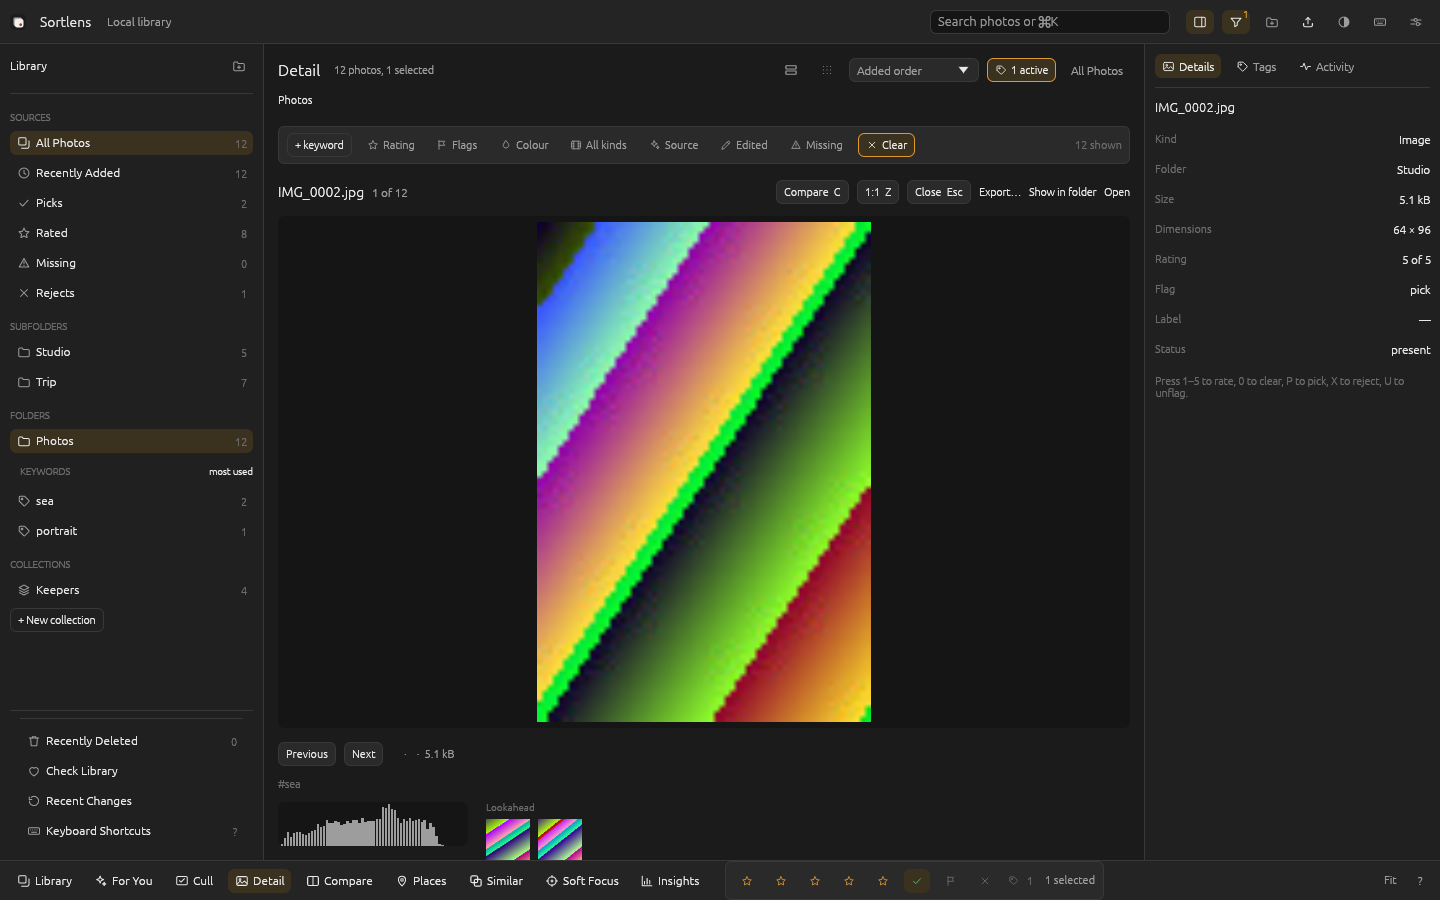 Sortlens Local library Search photos or ⌘K
Library
SOURCES
All Photos 12
Recently Added 12
Picks 2
Rated 8
Missing 0
Rejects 1
SUBFOLDERS
Studio 5
Trip 7
FOLDERS
Photos 12
KEYWORDS most used
sea 2
portrait 1
COLLECTIONS
Keepers 4
+ New collection
Recently Deleted 0
Check Library
Recent Changes
Keyboard Shortcuts ?
Detail 12 photos, 1 selected Added order 1 active All Photos
Photos
+ keyword Rating Flags Colour All kinds Source Edited Missing Clear 12 shown
IMG_0002.jpg 1 of 12 Compare C 1:1 Z Close Esc Export... Show in folder Open
Previous Next · · 5.1 kB
#sea
Lookahead
Details Tags Activity
IMG_0002.jpg
Kind Image
Folder Studio
Size 5.1 kB
Dimensions 64 × 96
Rating 5 of 5
Flag pick
Label —
Status present
Press 1–5 to rate, 0 to clear, P to pick, X to reject, U to
unflag.
Library For You Cull Detail Compare Places Similar Soft Focus Insights 1 1 selected Fit ?